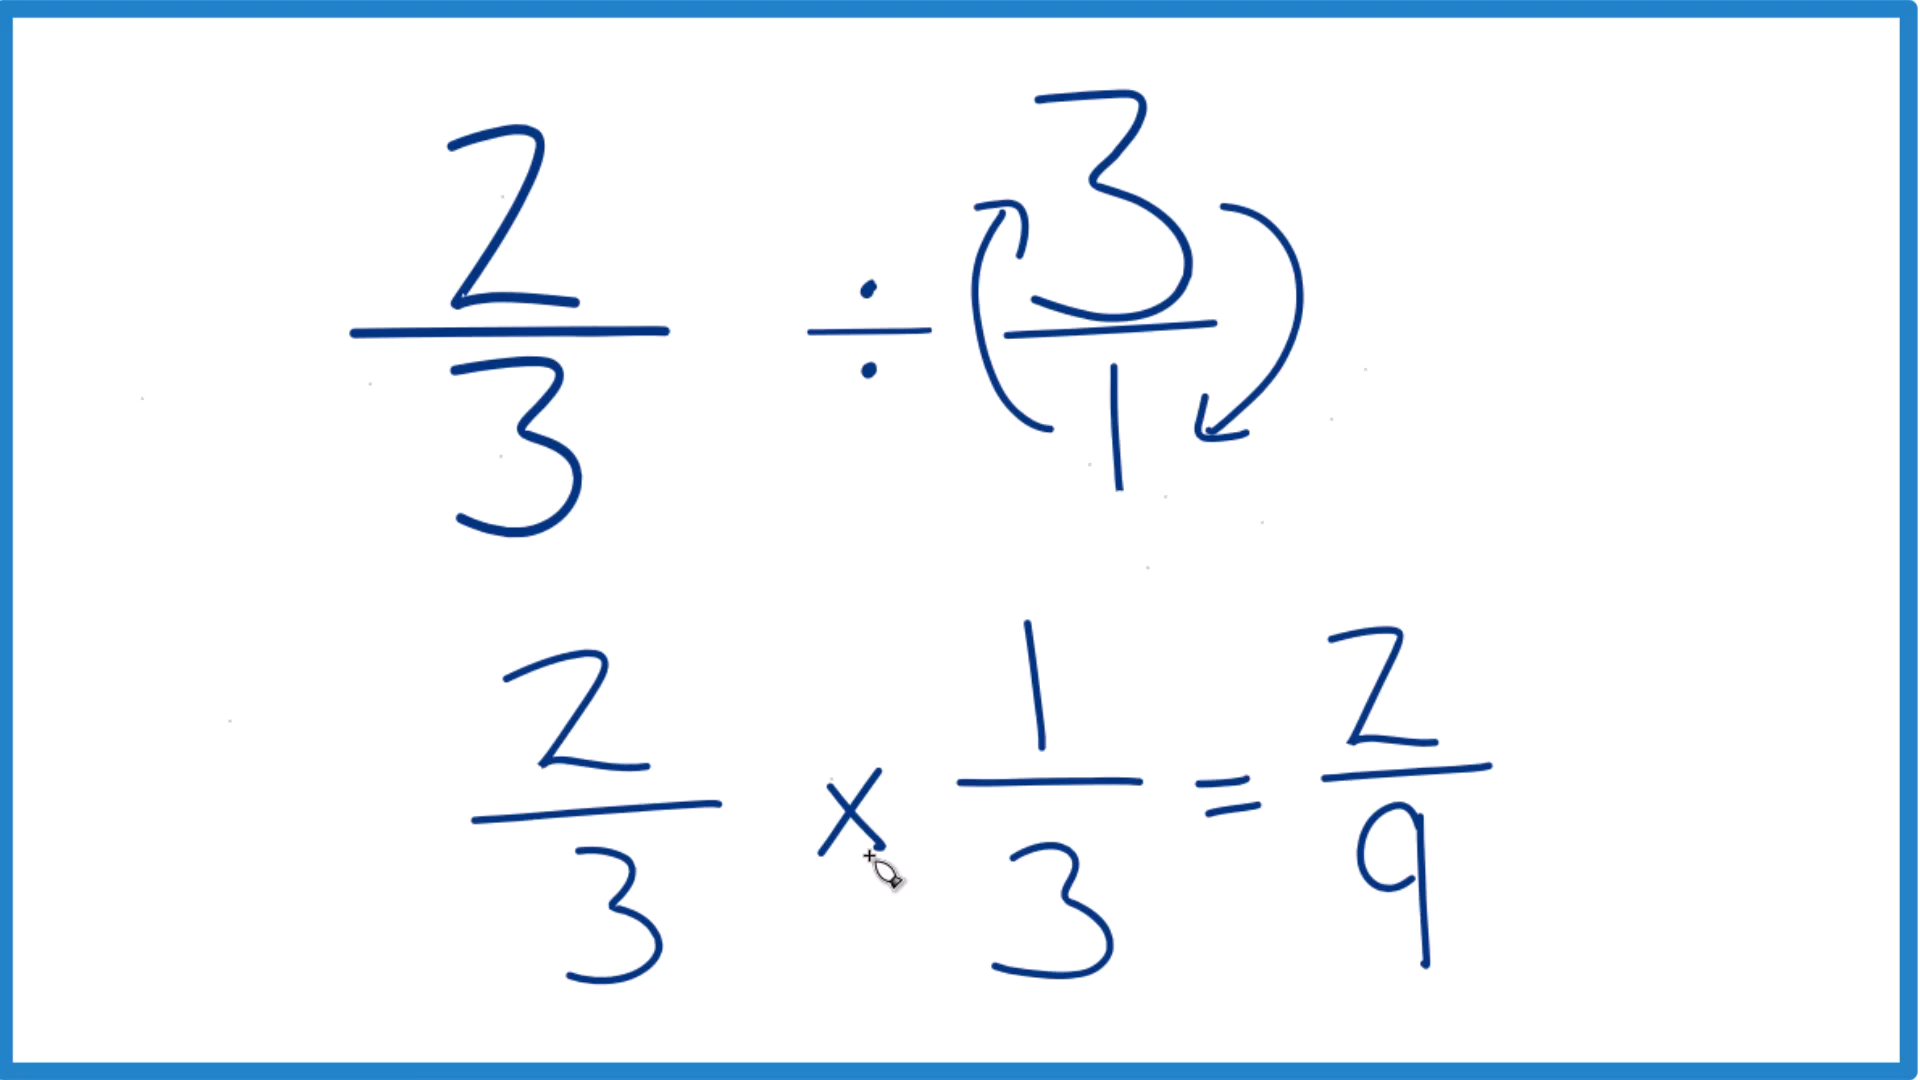 2/3 ÷ 3/1
2/3 x 1/3 = 2/9